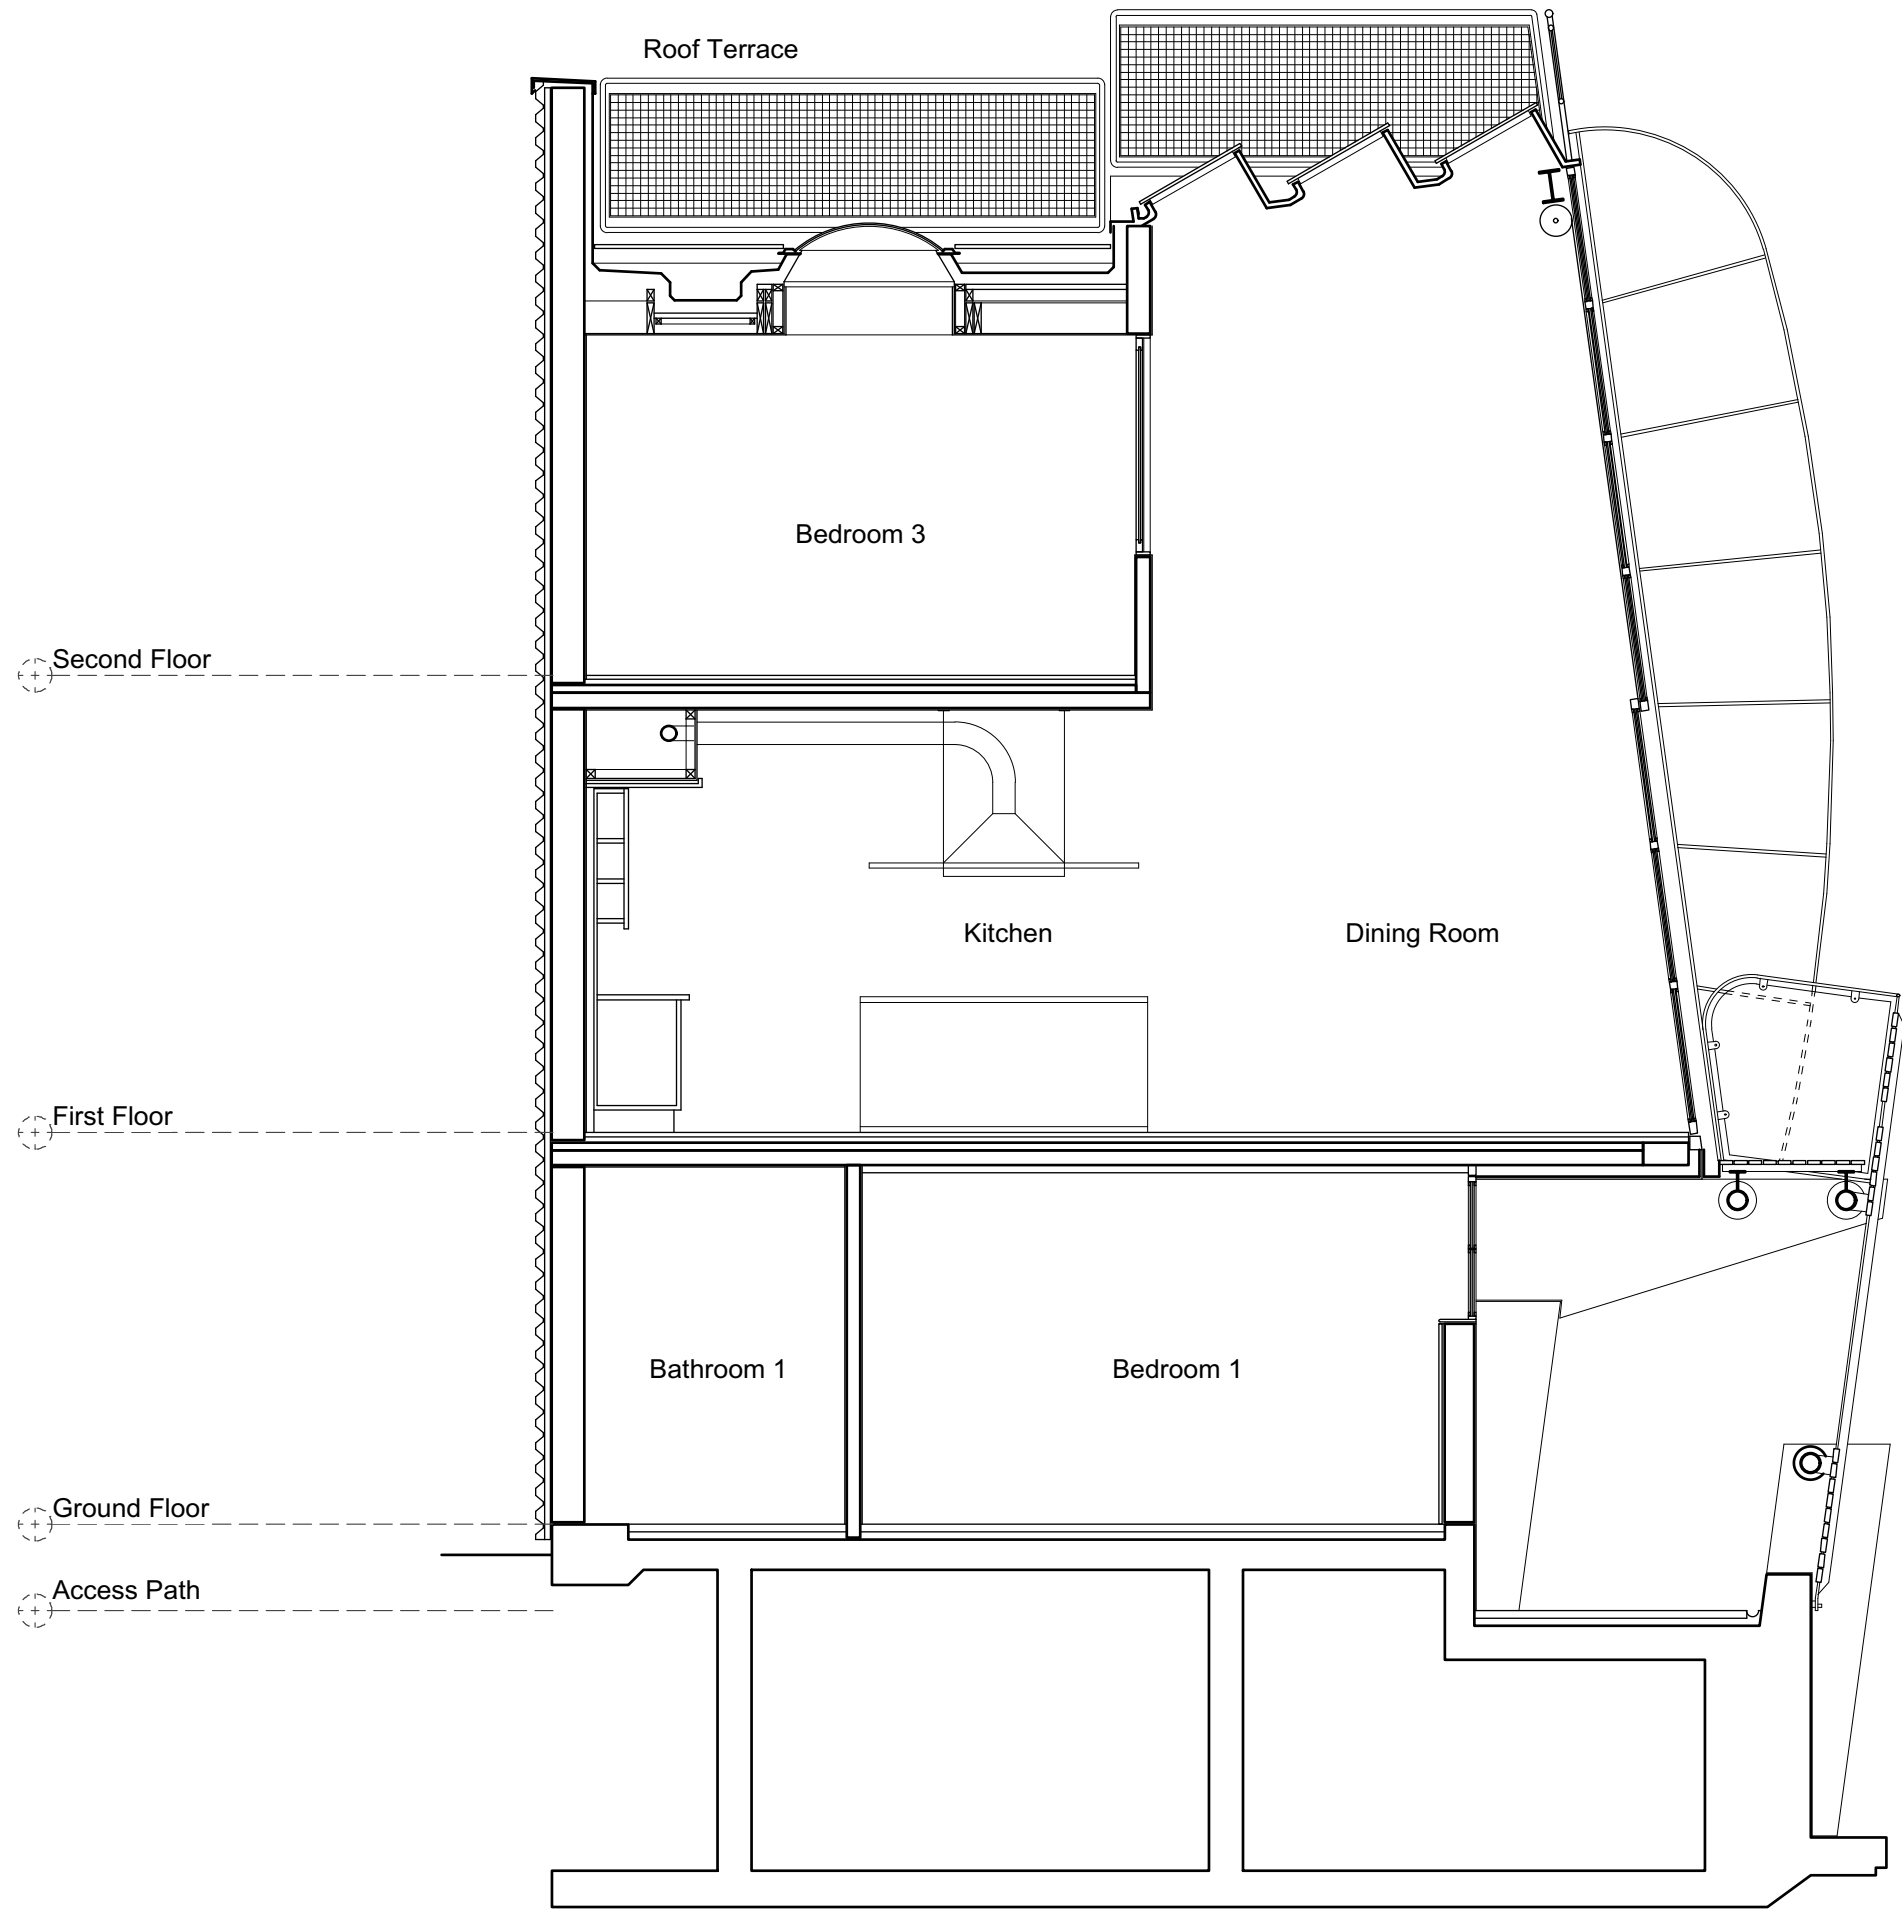 Roof Terrace
Bedroom 3
Second Floor
Kitchen
Dining Room
First Floor
Bathroom 1
Bedroom 1
Ground Floor
Access Path